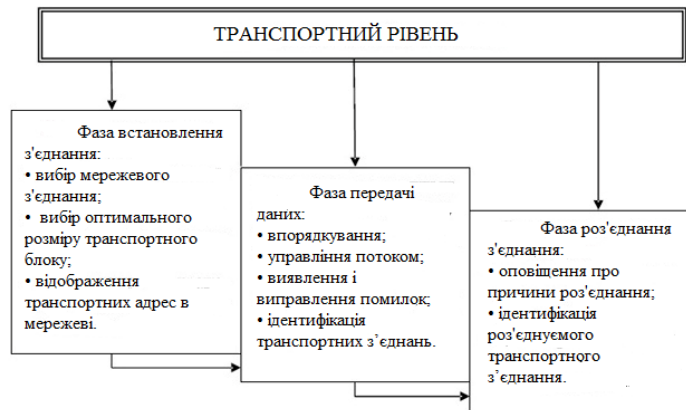 ТРАНСПОРТНИЙ РІВЕНЬ
Фаза встановлення
з'єднання:
• вибір мережевого
з'єднання;
• вибір оптимального
розміру транспортного
блоку;
• відображення
транспортних адрес в
мережеві.
Фаза передачі
даних:
• впорядкування;
• управління потоком;
• виявлення і
виправлення помилок;
• ідентифікація
транспортних з’єднань.
Фаза роз'єднання
з'єднання:
• оповіщення про
причини роз'єднання;
• ідентифікація
роз'єднуємого
транспортного
з’єднання.